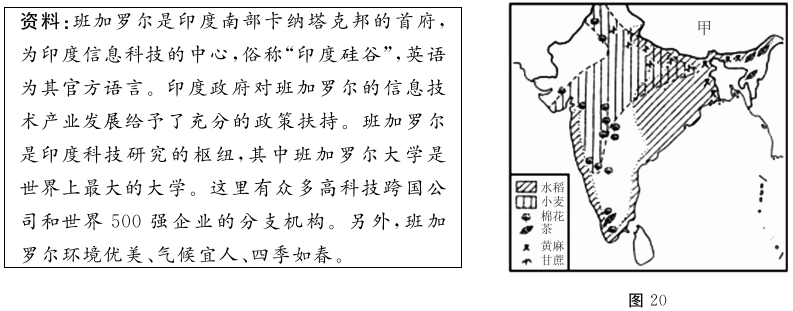 资料:班加罗尔是印度南部卡纳塔克邦的首府,
为印度信息科技的中心,俗称“印度硅谷”,英语
为其官方语言。印度政府对班加罗尔的信息技
术产业发展给予了充分的政策扶持。班加罗尔
是印度科技研究的枢纽,其中班加罗尔大学是
世界上最大的大学。这里有众多高科技跨国公
司和世界 500 强企业的分支机构。另外,班加
罗尔环境优美、气候宜人、四季如春。
甲
水稻
小麦
棉花
茶
黄麻
甘蔗
图 20